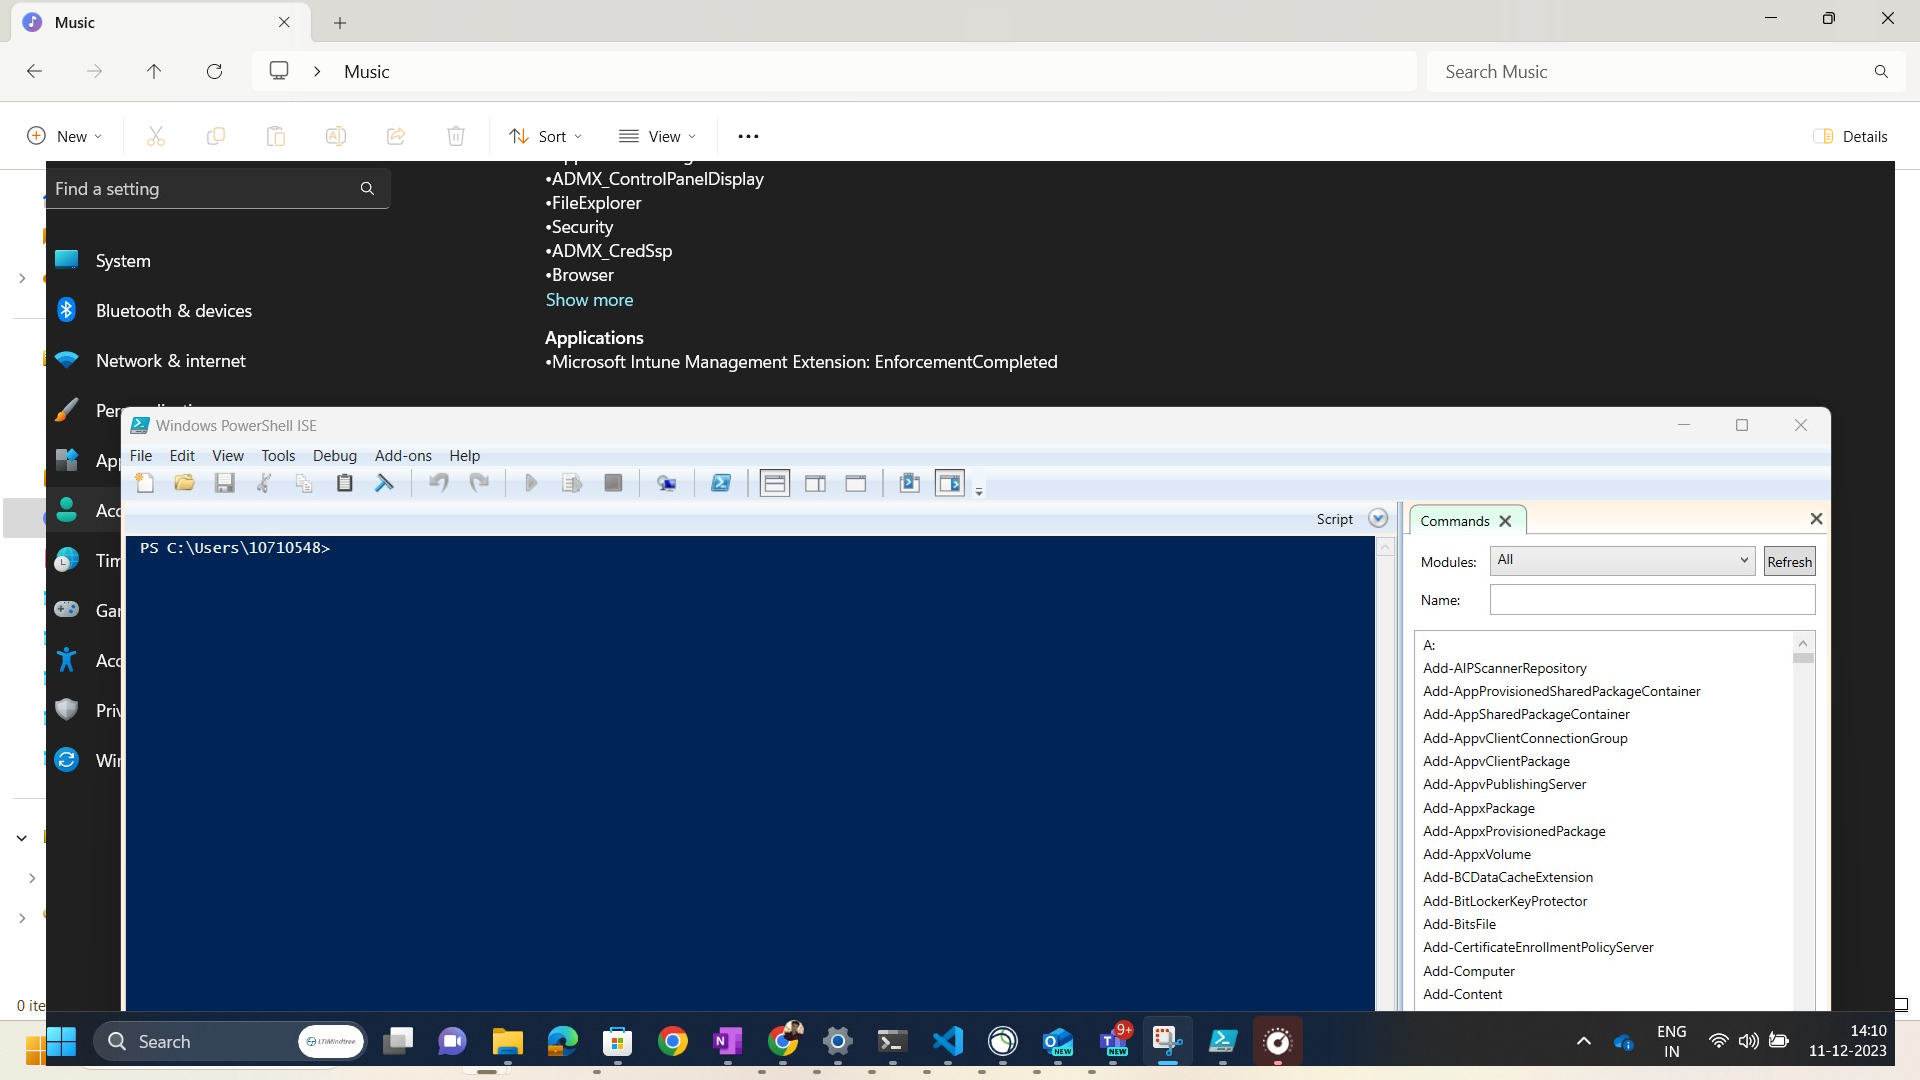 Music
Music
Search Music
New
Sort
View
Details
Find a setting
•ADMX_ControlPanelDisplay
•FileExplorer
•Security
•ADMX_CredSsp
•Browser
Show more
Applications
•Microsoft Intune Management Extension: EnforcementCompleted
System
Bluetooth & devices
Network & internet
Per
App
Acc
Tim
Gar
Acc
Priv
Wir
Windows PowerShell ISE
File Edit View Tools Debug Add-ons Help
Script
PS C:\Users\10710548>
Commands
Modules: All Refresh
Name:
A:
Add-AIPScannerRepository
Add-AppProvisionedSharedPackageContainer
Add-AppSharedPackageContainer
Add-AppvClientConnectionGroup
Add-AppvClientPackage
Add-AppvPublishingServer
Add-AppxPackage
Add-AppxProvisionedPackage
Add-AppxVolume
Add-BCDataCacheExtension
Add-BitLockerKeyProtector
Add-BitsFile
Add-CertificateEnrollmentPolicyServer
Add-Computer
Add-Content
0 ite
Search
LTIMindtree
NEW
9+
NEW
ENG
IN
14:10
11-12-2023